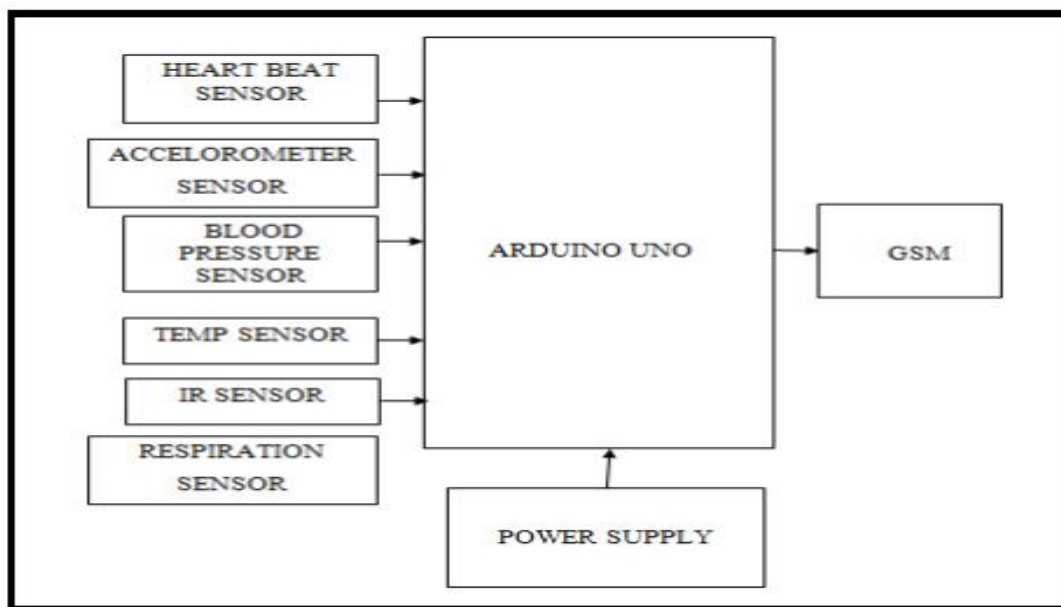 HEART BEAT
SENSOR
ACCELOROMETER
SENSOR
BLOOD
PRESSURE
SENSOR
TEMP SENSOR
IR SENSOR
RESPIRATION
SENSOR
ARDUINO UNO
GSM
POWER SUPPLY